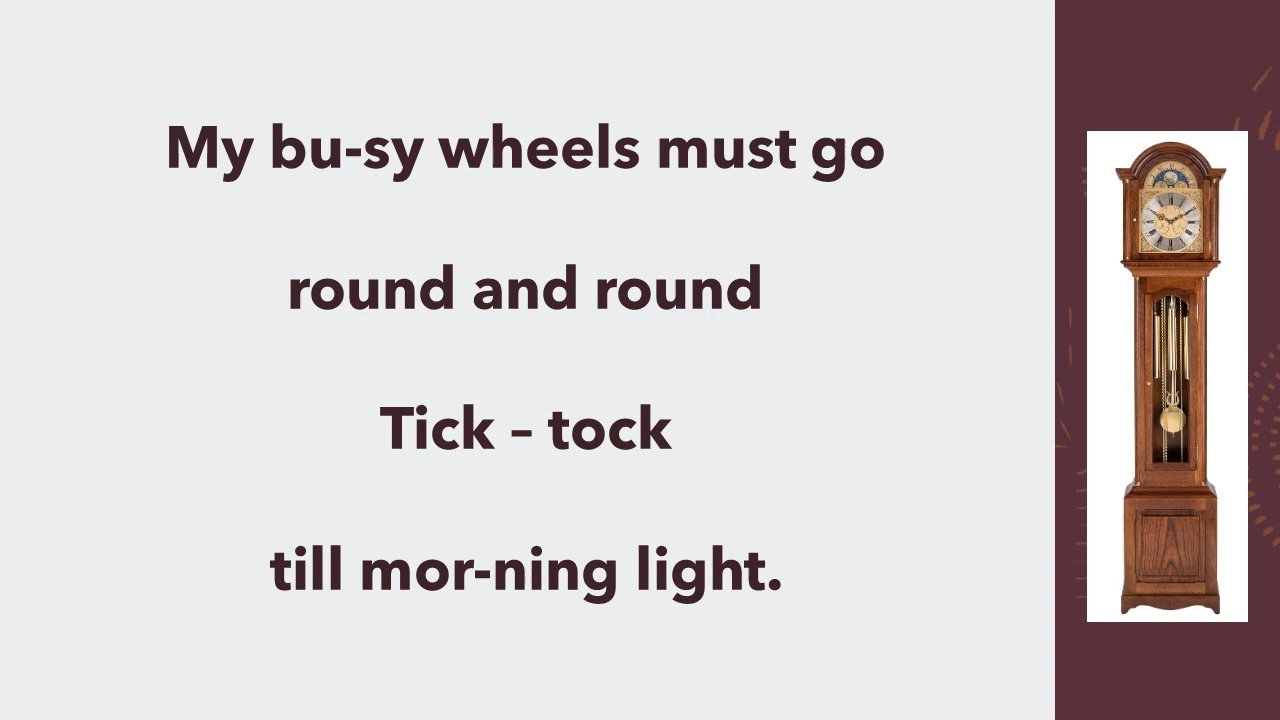 My bu-sy wheels must go
round and round
Tick – tock
till mor-ning light.